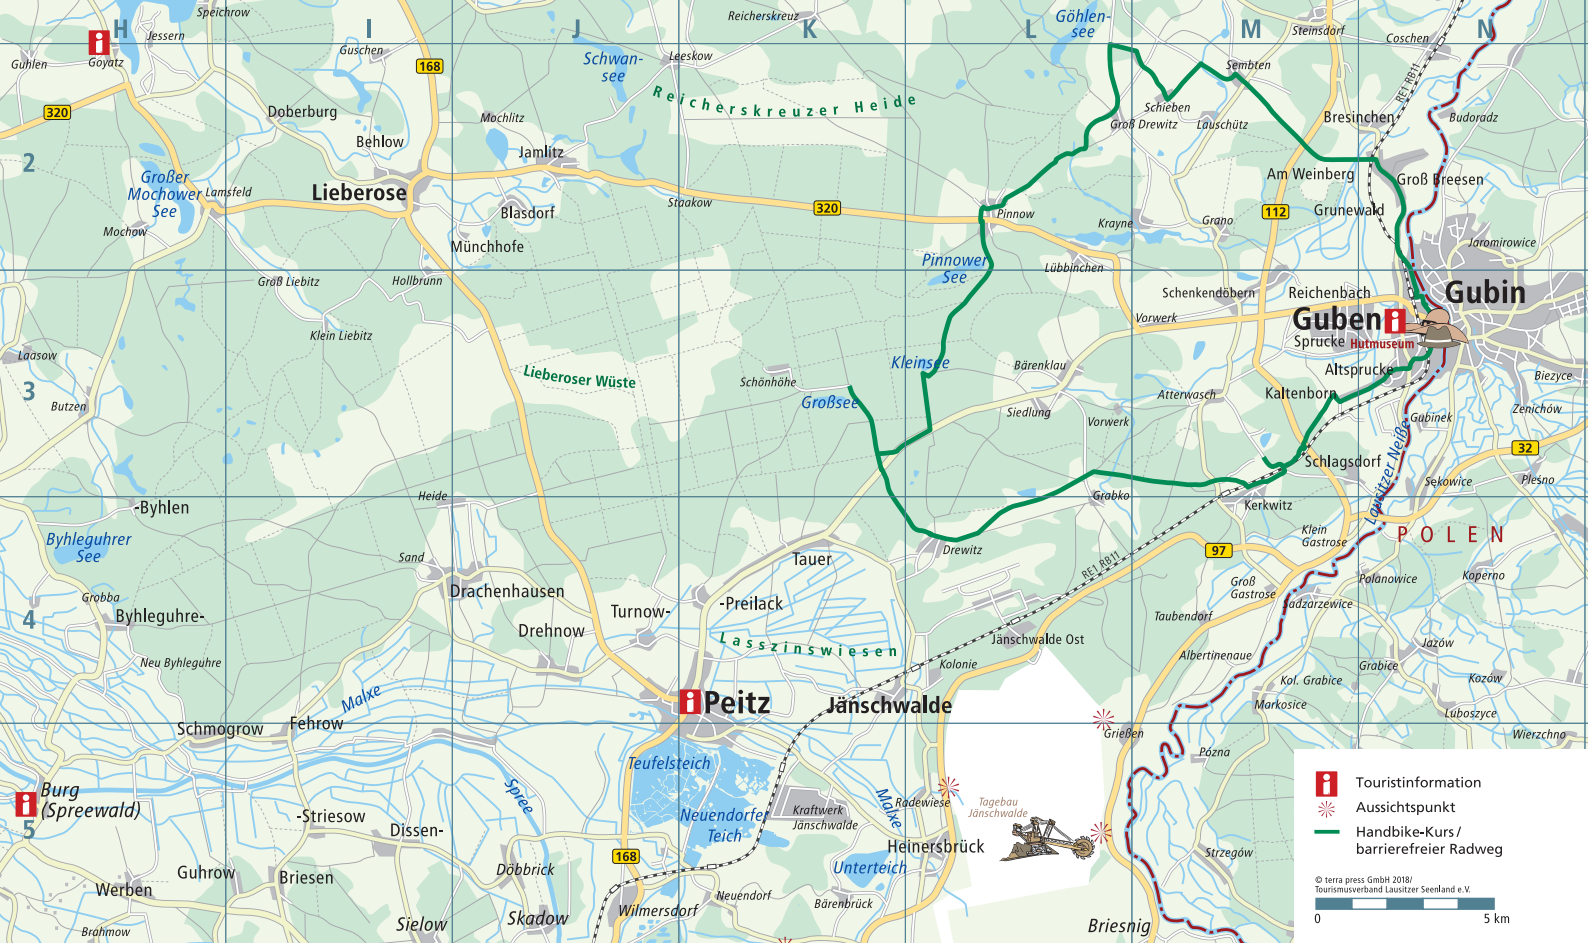 H
I
J
K
L
M
N
2
3
4
5
Speichrow
Jessern
Guhlen
Goyatz
320
Guschen
168
Doberburg
Behlow
Lieberose
Großer
Mochower
See
Lamsfeld
Mochow
Groß Liebitz
Hollbrunn
Klein Liebitz
Laasow
Butzen
Münchhofe
Blasdorf
Jamlitz
Mochlitz
Schwan-
see
Leeskow
Reicherskreuz
Reicherskreuzer Heide
Staakow
320
Göhlen-
see
Groß Drewitz
Schieben
Lauschütz
Sembten
Steinsdorf
Coschen
RE1 RB11
Bresinchen
Budoradz
Am Weinberg
Groß Breesen
Grunewald
112
Grano
Krayne
Pinnow
Pinnower
See
Lübbinchen
Jaromirowice
Schenkendöbern
Reichenbach
Gubin
Guben
Sprucke
Hutmuseum
Vorwerk
Altsprucke
Kaltenborn
Biezyce
Zenichów
Gubinek
Lieberoser Wüste
Schönhöhe
Großsee
Kleinsee
Bärenklau
Siedlung
Vorwerk
Atterwasch
Schlagsdorf
32
Lausitzer Neiße
Sękowice
Pleśno
Grabko
Kerkwitz
Klein
Gastrose
POLEN
-Byhlen
Byhleguhrer
See
Heide
Sand
Drachenhausen
Grobba
Byhleguhre-
Neu Byhleguhre
Drehnow
Turnow-
-Preilack
Tauer
Drewitz
97
RE1 RB11
Groß
Gastrose
Polanowice
Koperno
Sadzarzewice
Taubendorf
Lasszinswiesen
Jänschwalde Ost
Kolonie
Albertinenaue
Jazów
Grabice
Kol. Grabice
Kozów
Markosice
Luboszyce
Wierzchno
Malxe
Schmogrow
Fehrow
Peitz
Jänschwalde
Grießen
Pózna
Burg
(Spreewald)
Spree
Teufelsteich
Neuendorfer
Teich
Kraftwerk
Jänschwalde
Malxe
Radewiese
Tagebau
Jänschwalde
-Striesow
Dissen-
Heinersbrück
Strzegów
Unterteich
Guhrow
Briesen
Döbbrick
168
Werben
Neuendorf
Bärenbrück
Wilmersdorf
Skadow
Sielow
Brahmow
Briesnig
Touristinformation
Aussichtspunkt
Handbike-Kurs /
barrierefreier Radweg
© terra press GmbH 2018/
Tourismusverband Lausitzer Seenland e.V.
0 5 km